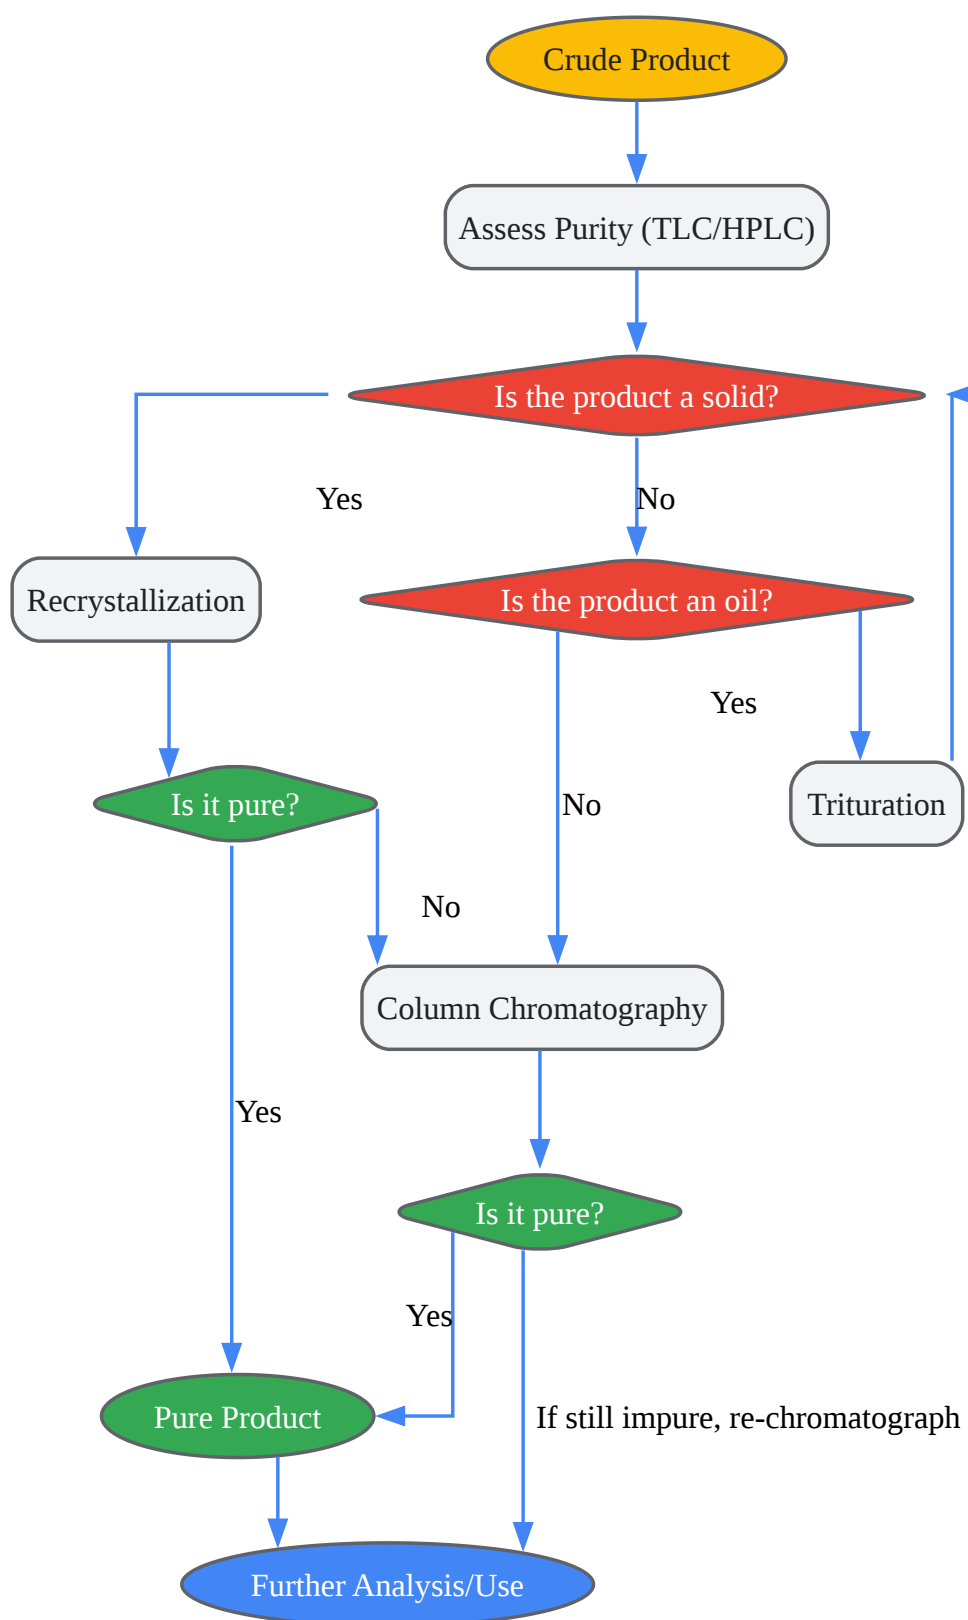 Crude Product
Assess Purity (TLC/HPLC)
Is the product a solid?
Yes
No
Recrystallization
Is the product an oil?
Yes
Is it pure?
No
Trituration
No
Column Chromatography
Yes
Is it pure?
Yes
Pure Product
If still impure, re-chromatograph
Further Analysis/Use